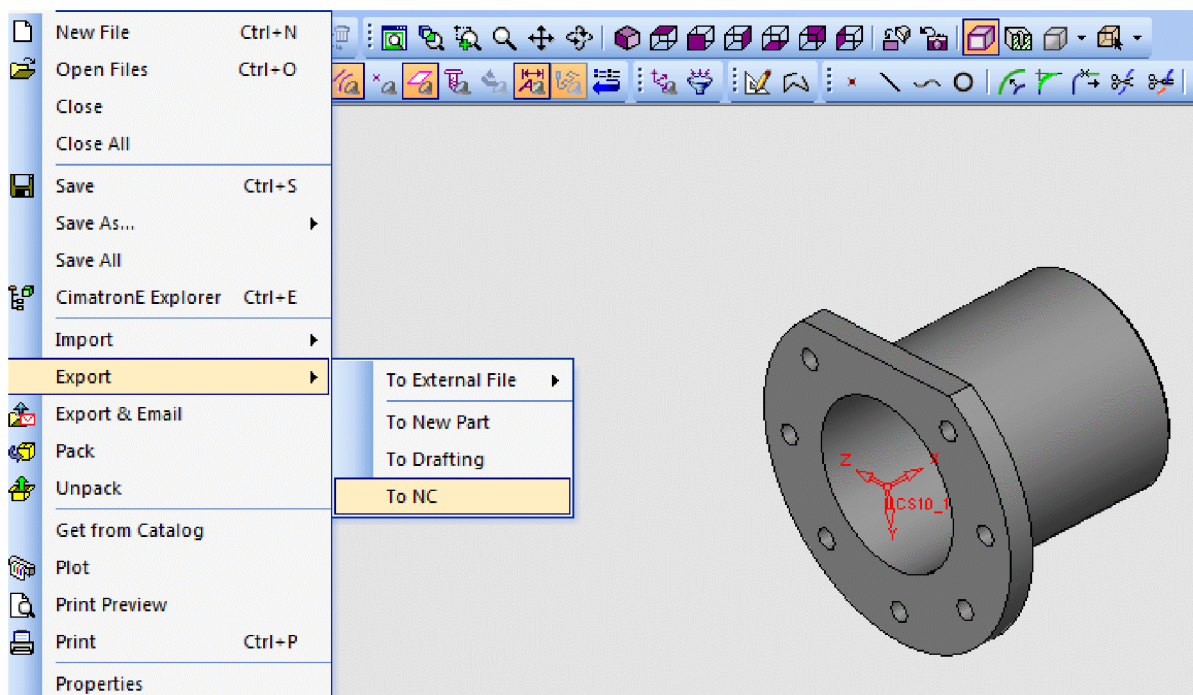 New File Ctrl+N
Open Files Ctrl+O
Close
Close All
Save Ctrl+S
Save As...
Save All
CimatronE Explorer Ctrl+E
Import
Export
Export & Email
Pack
Unpack
Get from Catalog
Plot
Print Preview
Print Ctrl+P
Properties
To External File
To New Part
To Drafting
To NC
Z X
UCS10_1
Y